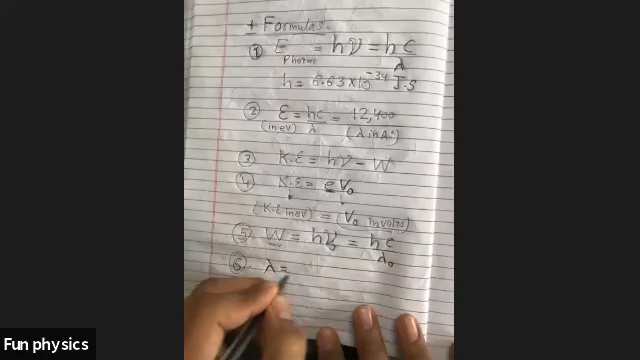 + Formulas -
① E = hν = hc
Photon λ
h = 6.63×10⁻³⁴ J.S
② E = hc = 12,400
(in ev) λ (λ in A°)
③ K.E = hν - W
④ K.E = eV₀
(K.E in ev) = (V₀ in volts)
⑤ W = hν₀ = hc
λ₀
⑥ λ =
Fun physics